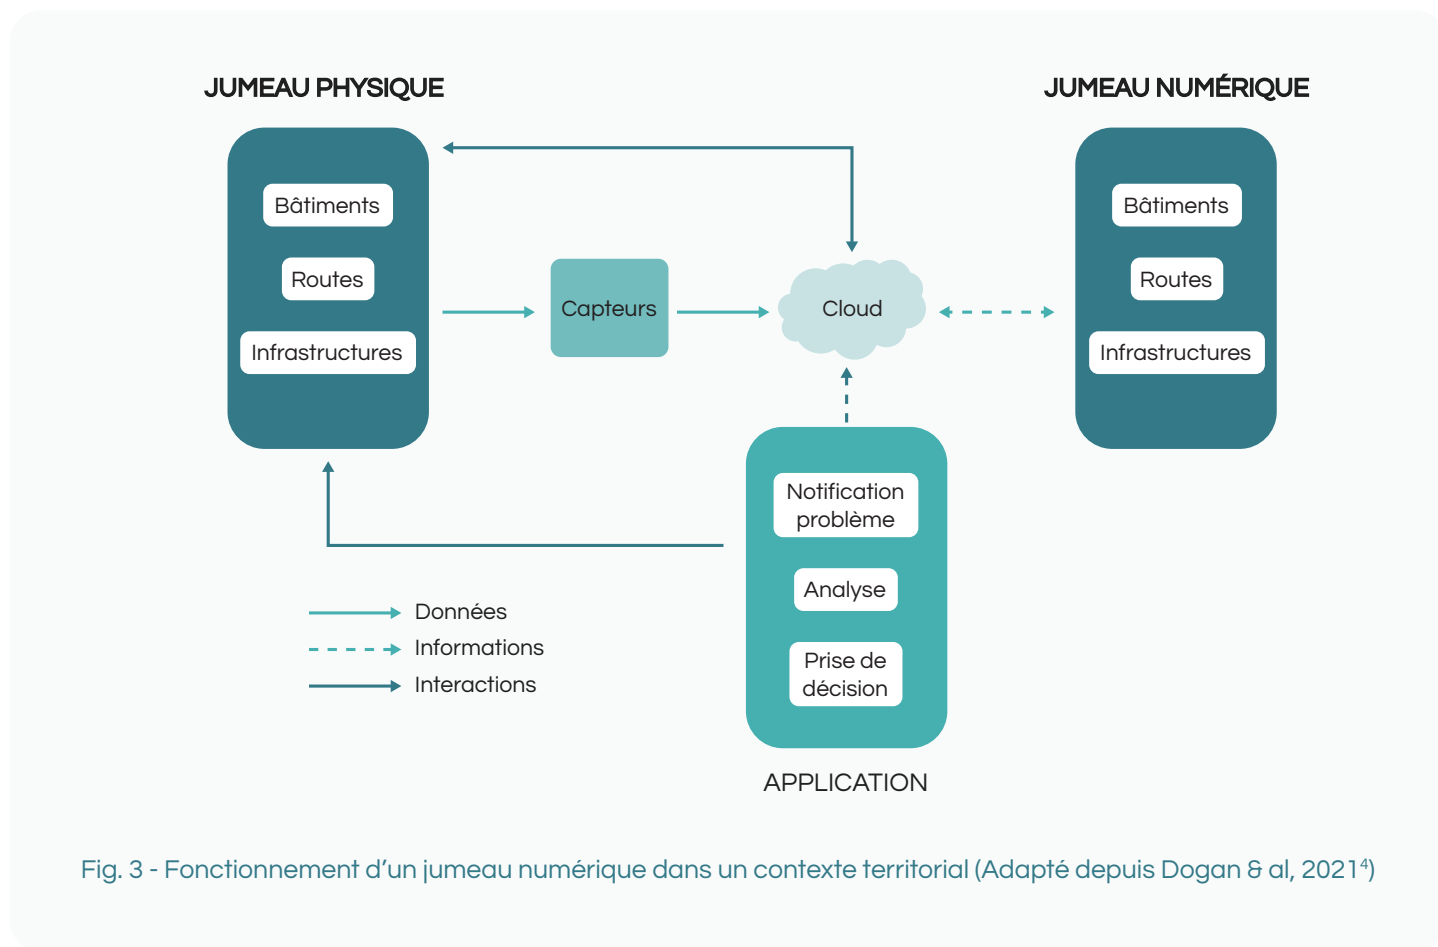 JUMEAU PHYSIQUE
JUMEAU NUMÉRIQUE
Bâtiments
Routes
Infrastructures
Capteurs
Cloud
Bâtiments
Routes
Infrastructures
Notification
problème
Analyse
Prise de
décision
APPLICATION
Données
Informations
Interactions
Fig. 3 - Fonctionnement d’un jumeau numérique dans un contexte territorial (Adapté depuis Dogan & al, 2021⁴)